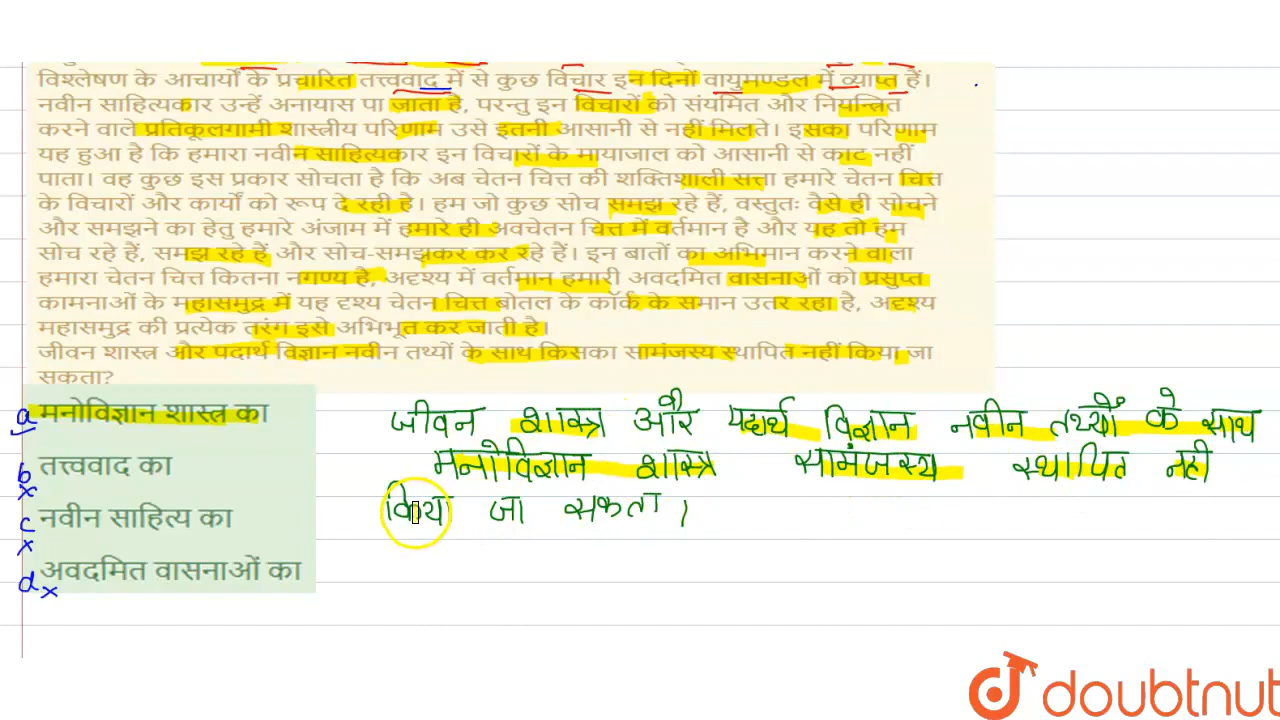 विश्लेषण के आचार्यों के प्रचारित तत्त्ववाद में से कुछ विचार इन दिनों वायुमण्डल में व्याप्त हैं।
नवीन साहित्यकार उन्हें अनायास पा जाता है, परन्तु इन विचारों को संयमित और नियन्त्रित
करने वाले प्रतिकूलगामी शास्त्रीय परिणाम उसे इतनी आसानी से नहीं मिलते। इसका परिणाम
यह हुआ है कि हमारा नवीन साहित्यकार इन विचारों के मायाजाल को आसानी से काट नहीं
पाता। वह कुछ इस प्रकार सोचता है कि अब चेतन चित्त की शक्तिशाली सत्ता हमारे चेतन चित्त
के विचारों और कार्यों को रूप दे रही है। हम जो कुछ सोच समझ रहे हैं, वस्तुतः वैसे ही सोचने
और समझने का हेतु हमारे अंजाम में हमारे ही अवचेतन चित्त में वर्तमान है और यह तो हम
सोच रहे हैं, समझ रहे हैं और सोच-समझकर कर रहे हैं। इन बातों का अभिमान करने वाला
हमारा चेतन चित्त कितना नगण्य है, अदृश्य में वर्तमान हमारी अवदमित वासनाओं को प्रसुप्त
कामनाओं के महासमुद्र में यह दृश्य चेतन चित्त बोतल के कॉर्क के समान उतर रहा है, अदृश्य
महासमुद्र की प्रत्येक तरंग इसे अभिभूत कर जाती है।
जीवन शास्त्र और पदार्थ विज्ञान नवीन तथ्यों के साथ किसका सामंजस्य स्थापित नहीं किया जा
सकता?
a मनोविज्ञान शास्त्र का
b तत्त्ववाद का
x
c नवीन साहित्य का
x
d x अवदमित वासनाओं का
जीवन शास्त्र और पदार्थ विज्ञान नवीन तथ्यों के साथ
मनोविज्ञान शास्त्र सामंजस्य स्थापित नही
किया जा सकता।
doubtnut